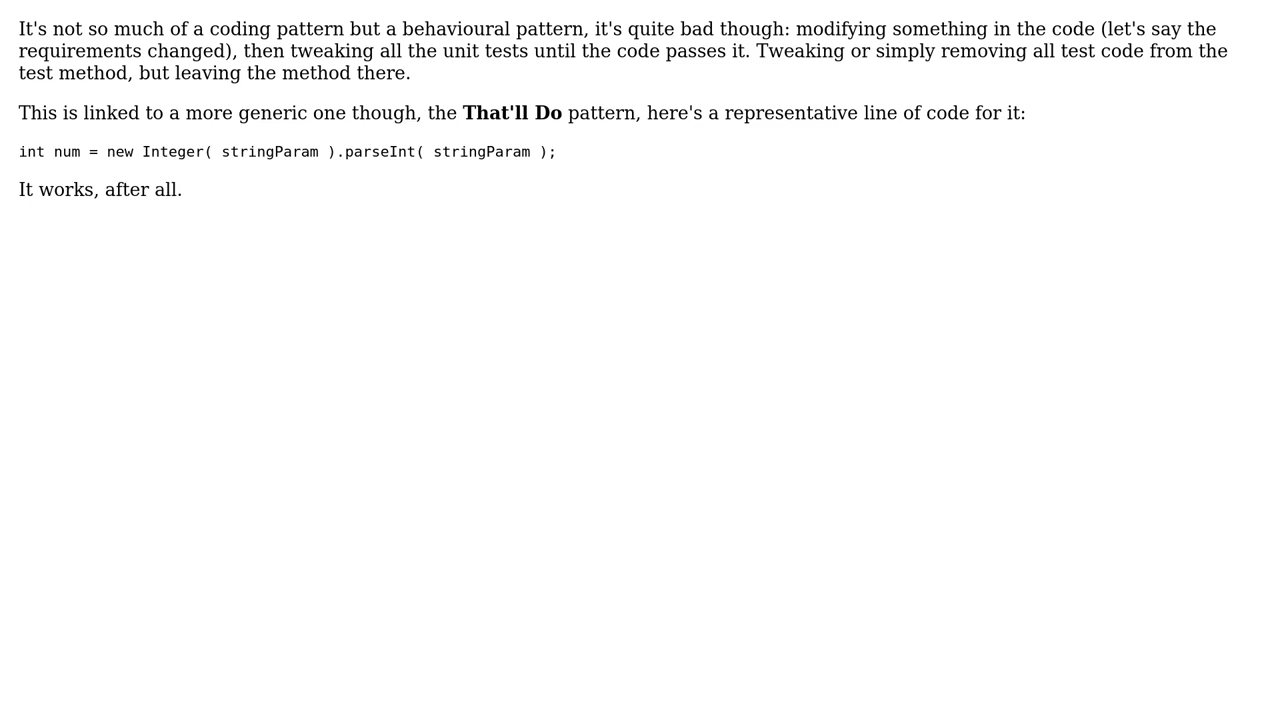 It's not so much of a coding pattern but a behavioural pattern, it's quite bad though: modifying something in the code (let's say the
requirements changed), then tweaking all the unit tests until the code passes it. Tweaking or simply removing all test code from the
test method, but leaving the method there.
This is linked to a more generic one though, the That'll Do pattern, here's a representative line of code for it:
int num = new Integer( stringParam ).parseInt( stringParam );
It works, after all.